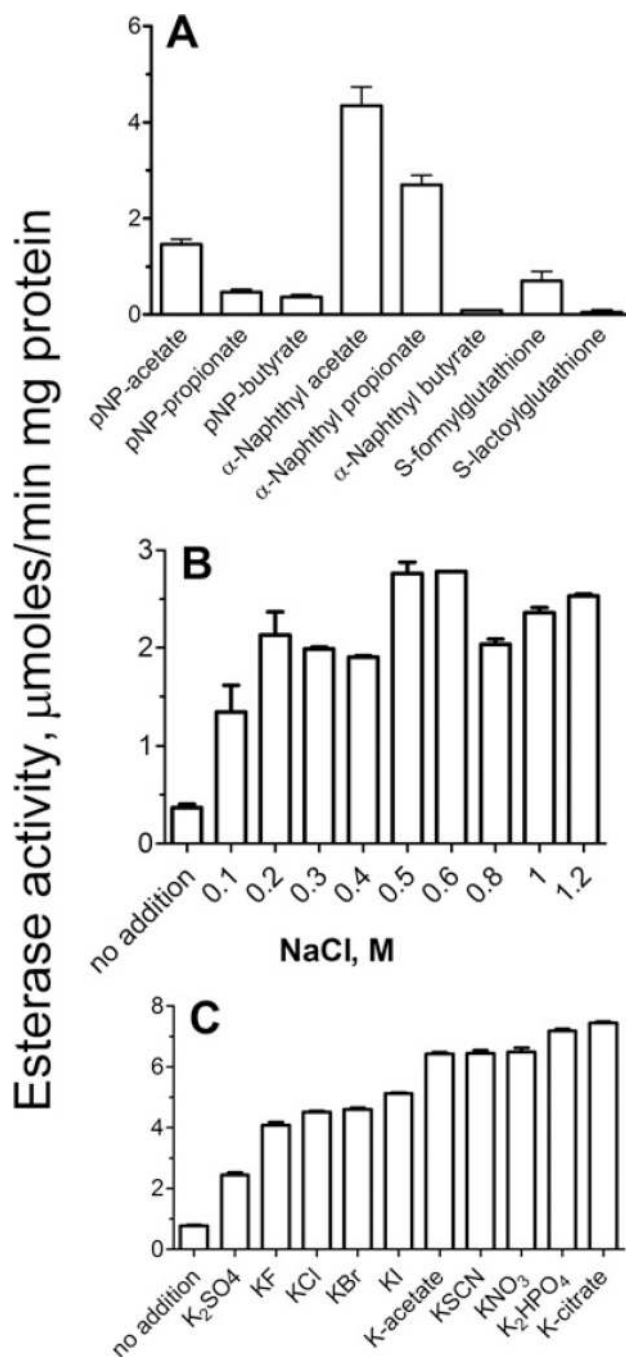 Esterase activity, μmoles/min mg protein
A
6
4
2
0
pNP-acetate
pNP-propionate
pNP-butyrate
α-Naphthyl acetate
α-Naphthyl propionate
α-Naphthyl butyrate
S-formylglutathione
S-lactoylglutathione
B
3
2
1
0
no addition
0.1
0.2
0.3
0.4
0.5
0.6
0.8
1
1.2
NaCl, M
C
8
6
4
2
0
no addition
K₂SO4
KF
KCl
KBr
KI
K-acetate
KSCN
KNO₃
K₂HPO₄
K-citrate